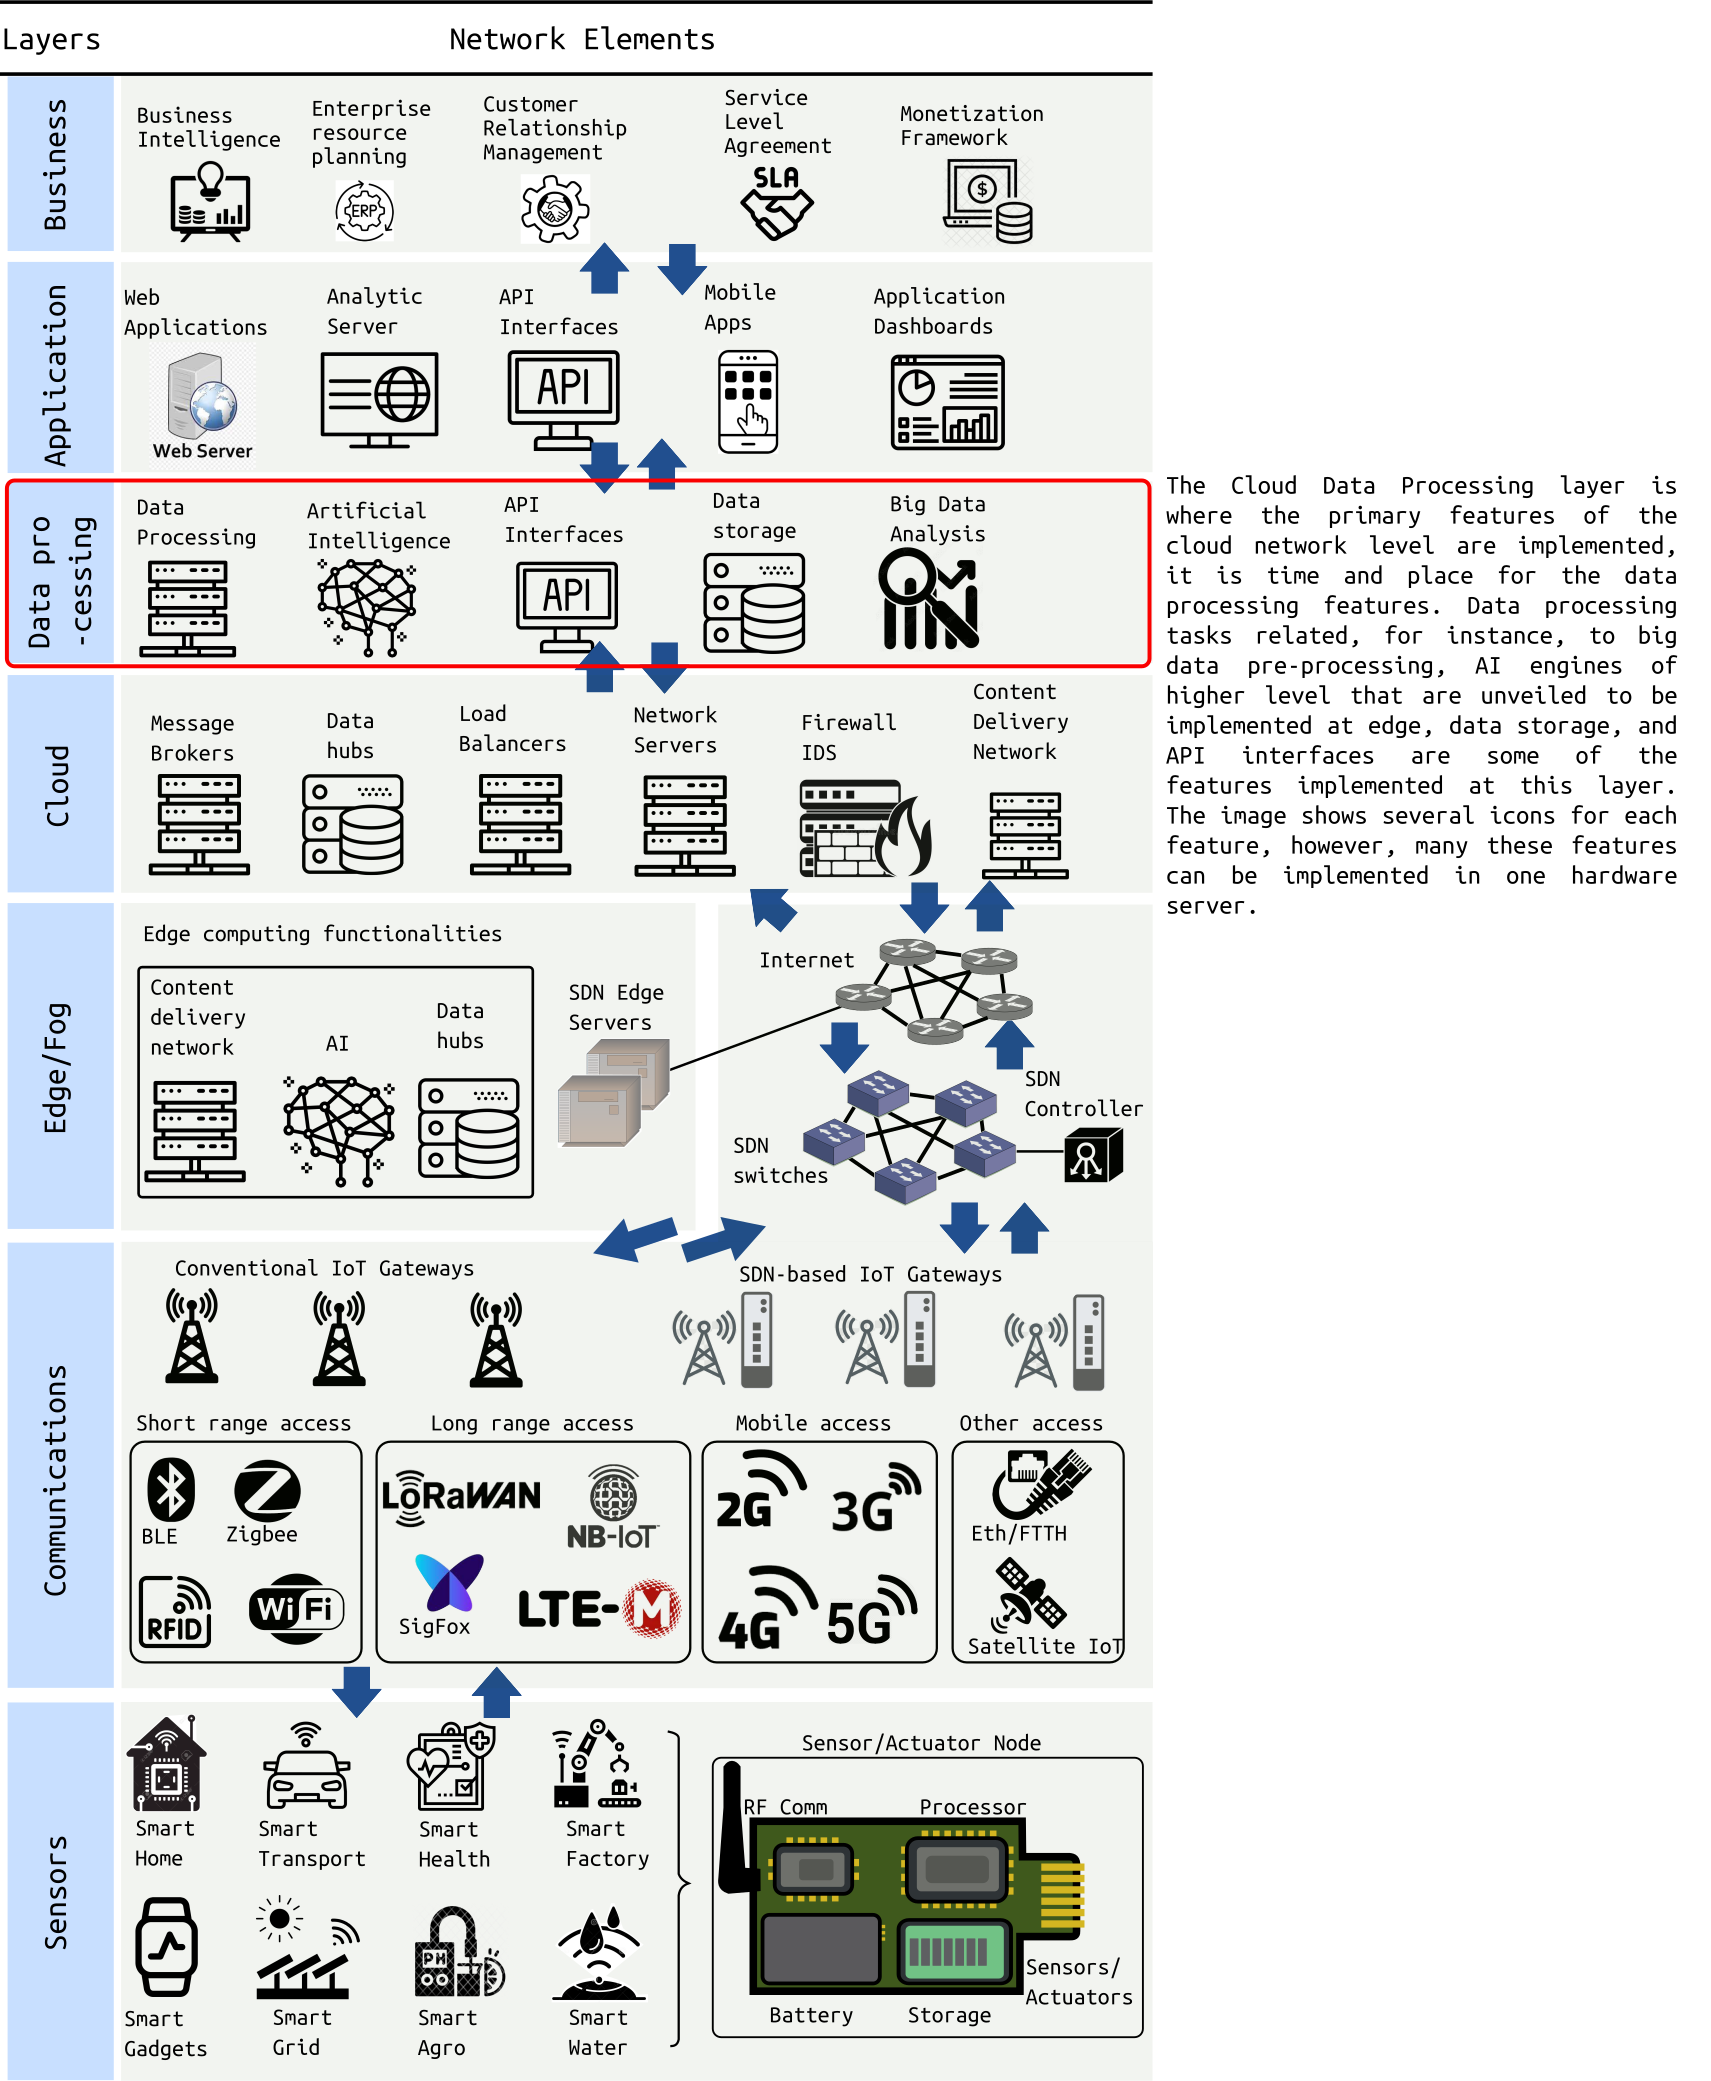 Layers
Network Elements
Business
Business
Intelligence
Enterprise
resource
planning
ERP
Customer
Relationship
Management
Service
Level
Agreement
SLA
Monetization
Framework
$
Application
Web
Applications
Web Server
Analytic
Server
API
Interfaces
API
Mobile
Apps
Application
Dashboards
Data pro
-cessing
Data
Processing
Artificial
Intelligence
API
Interfaces
API
Data
storage
Big Data
Analysis
The Cloud Data Processing layer is
where the primary features of the
cloud network level are implemented,
it is time and place for the data
processing features. Data processing
tasks related, for instance, to big
data pre-processing, AI engines of
higher level that are unveiled to be
implemented at edge, data storage, and
API interfaces are some of the
features implemented at this layer.
The image shows several icons for each
feature, however, many these features
can be implemented in one hardware
server.
Cloud
Message
Brokers
Data
hubs
Load
Balancers
Network
Servers
Firewall
IDS
Content
Delivery
Network
Edge/Fog
Edge computing functionalities
Content
delivery
network
AI
Data
hubs
SDN Edge
Servers
Internet
SDN
Controller
SDN
switches
Communications
Conventional IoT Gateways
SDN-based IoT Gateways
Short range access
BLE
Zigbee
RFID
WiFi
Long range access
LoRaWAN
NB-IoT
SigFox
LTE-M
Mobile access
2G
3G
4G
5G
Other access
Eth/FTTH
Satellite IoT
Sensors
Smart
Home
Smart
Transport
Smart
Health
Smart
Factory
Smart
Gadgets
Smart
Grid
PH
Smart
Agro
Smart
Water
Sensor/Actuator Node
RF Comm
Processor
Sensors/
Actuators
Battery
Storage